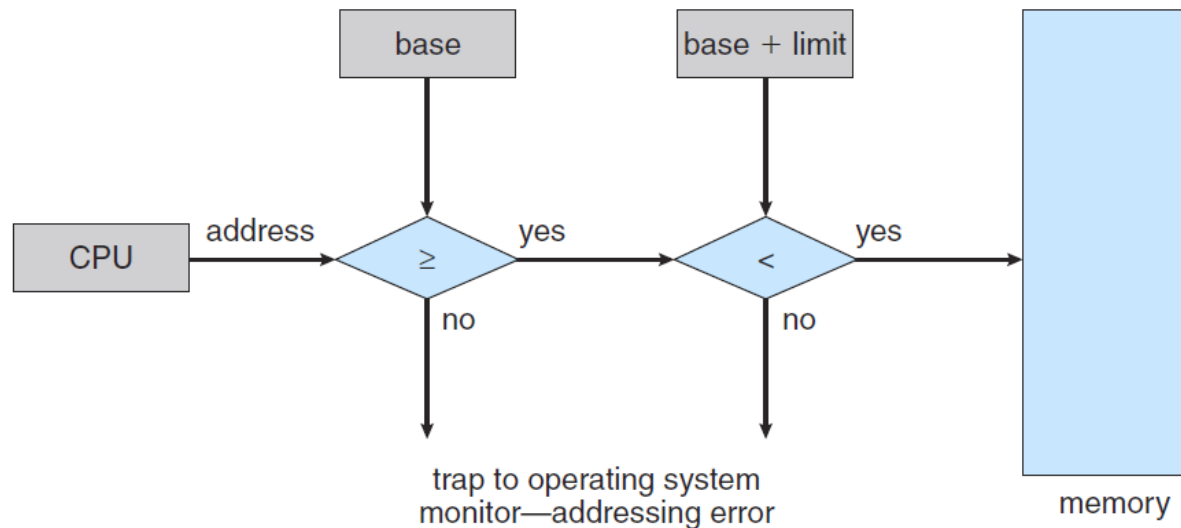 base
base + limit
CPU
address
≥
yes
<
yes
no
no
trap to operating system
monitor—addressing error
memory